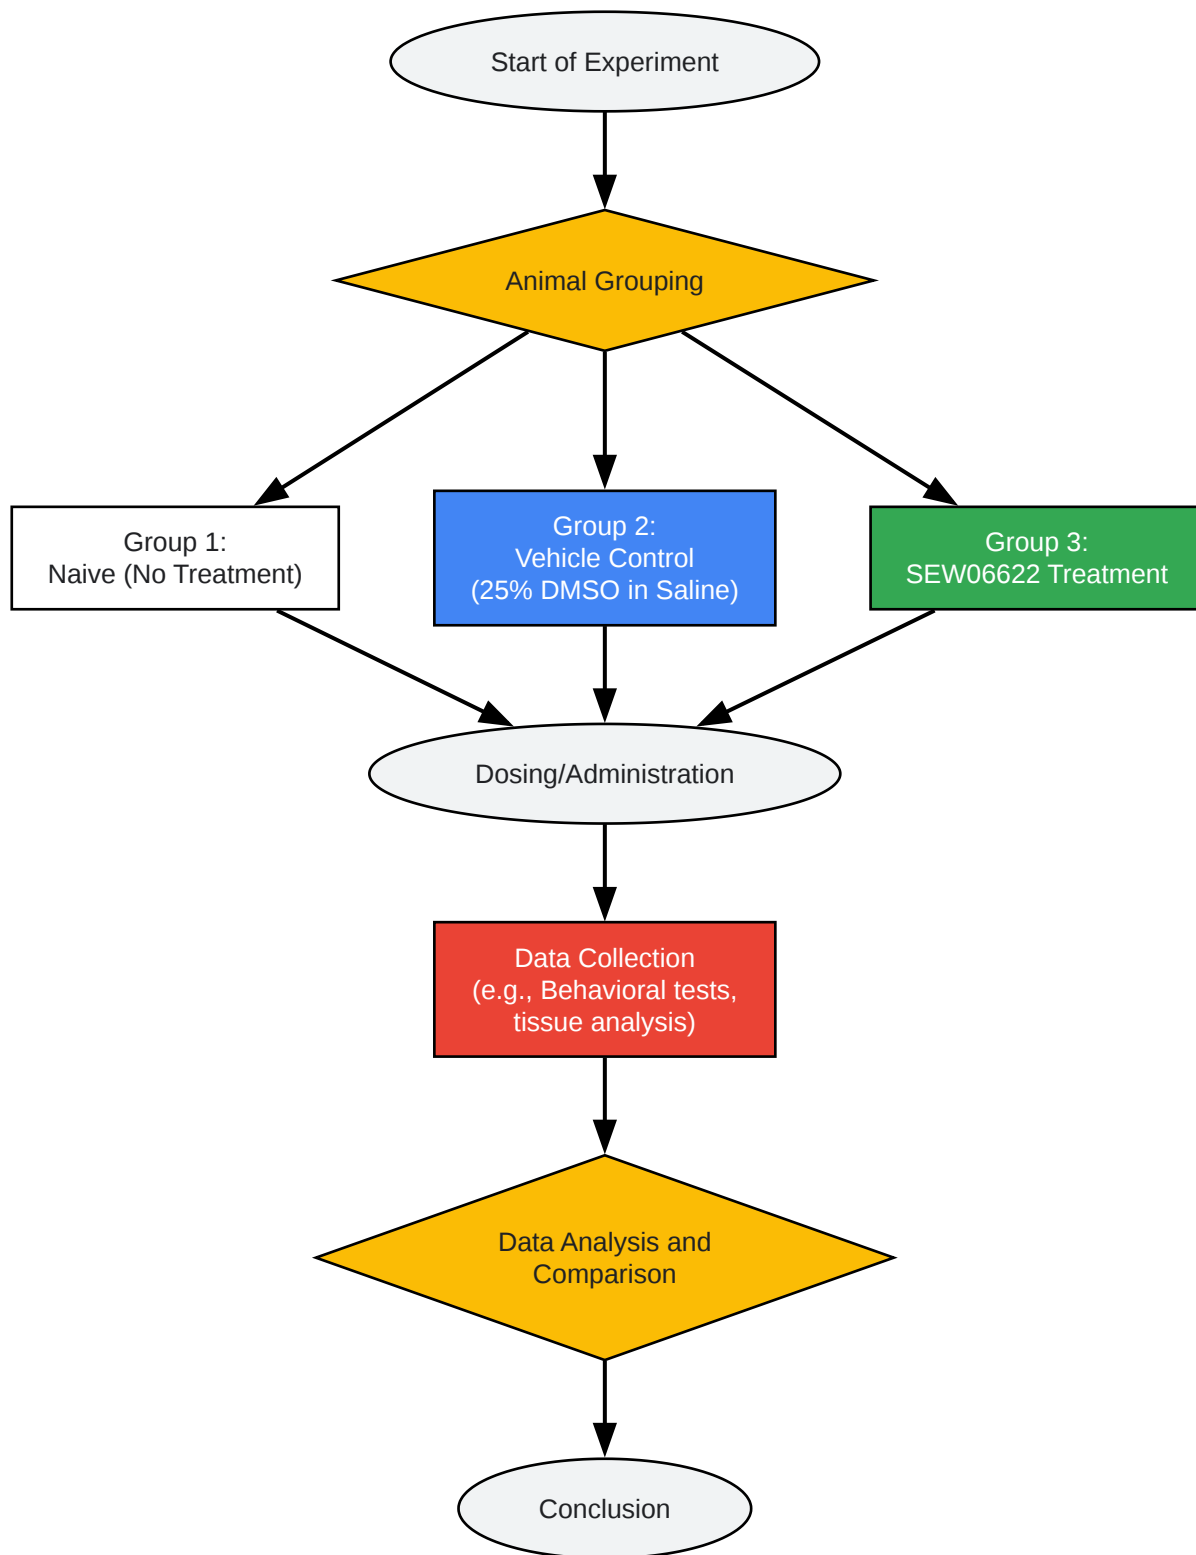 Start of Experiment
Animal Grouping
Group 1:
Naive (No Treatment)
Group 2:
Vehicle Control
(25% DMSO in Saline)
Group 3:
SEW06622 Treatment
Dosing/Administration
Data Collection
(e.g., Behavioral tests,
tissue analysis)
Data Analysis and
Comparison
Conclusion